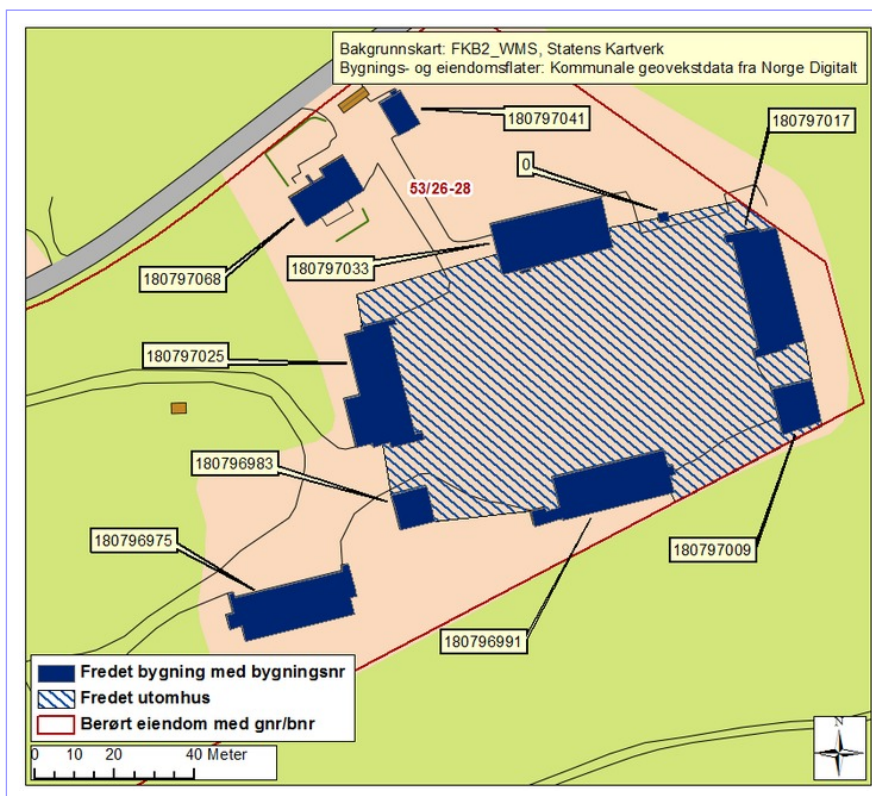 Bakgrunnskart: FKB2_WMS, Statens Kartverk
Bygnings- og eiendomsflater: Kommunale geovekstdata fra Norge Digitalt
180797041
180797017
0
53/26-28
180797033
180797068
180797025
180796983
180796975
180797009
180796991
Fredet bygning med bygningsnr
Fredet utomhus
Berørt eiendom med gnr/bnr
0 10 20 40 Meter
N